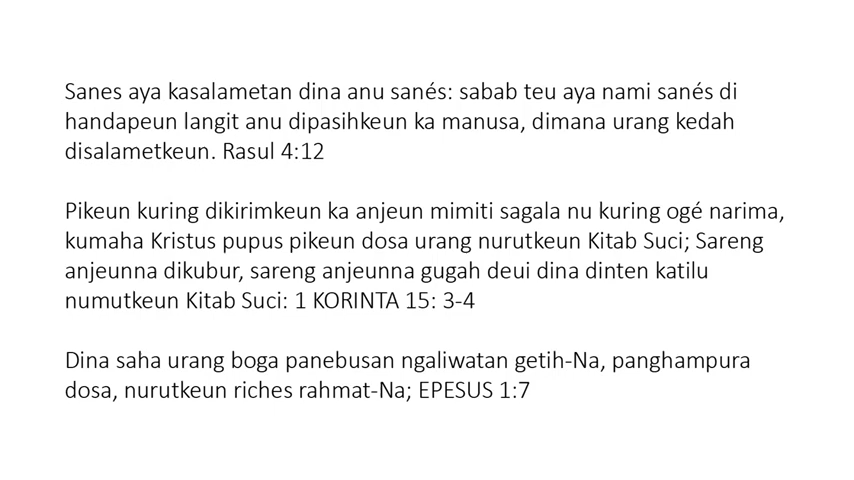 Sanes aya kasalametan dina anu sanés: sabab teu aya nami sanés di
handapeun langit anu dipasihkeun ka manusa, dimana urang kedah
disalametkeun. Rasul 4:12
Pikeun kuring dikirimkeun ka anjeun mimiti sagala nu kuring ogé narima,
kumaha Kristus pupus pikeun dosa urang nurutkeun Kitab Suci; Sareng
anjeunna dikubur, sareng anjeunna gugah deui dina dinten katilu
numutkeun Kitab Suci: 1 KORINTA 15: 3-4
Dina saha urang boga panebusan ngaliwatan getih-Na, panghampura
dosa, nurutkeun riches rahmat-Na; EPESUS 1:7